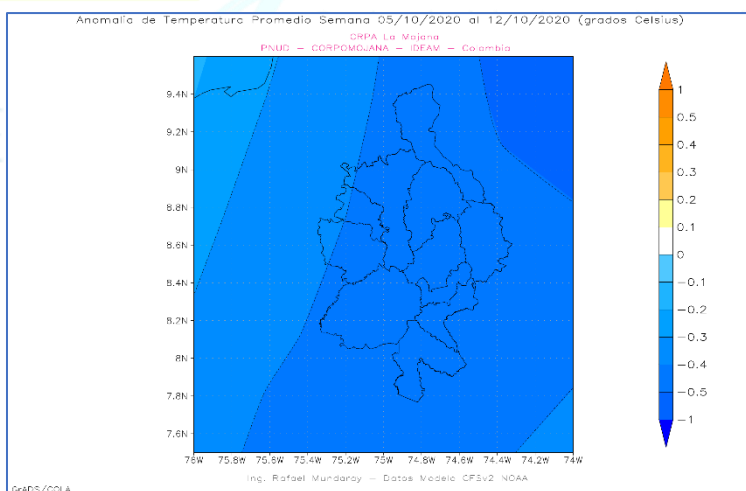 Anomalía de Temperatura Promedio Semana 05/10/2020 al 12/10/2020 (grados Celsius)
CRPA La Mojana
PNUD – CORPOMOJANA – IDEAM – Colombia
9.4N
9.2N
9N
8.8N
8.6N
8.4N
8.2N
8N
7.8N
7.6N
76W 75.8W 75.6W 75.4W 75.2W 75W 74.8W 74.6W 74.4W 74.2W 74W
1
0.5
0.4
0.3
0.2
0.1
0
−0.1
−0.2
−0.3
−0.4
−0.5
−1
Ing. Rafael Mundaray – Datos Modelo CFSv2 NOAA
GrADS/COLA